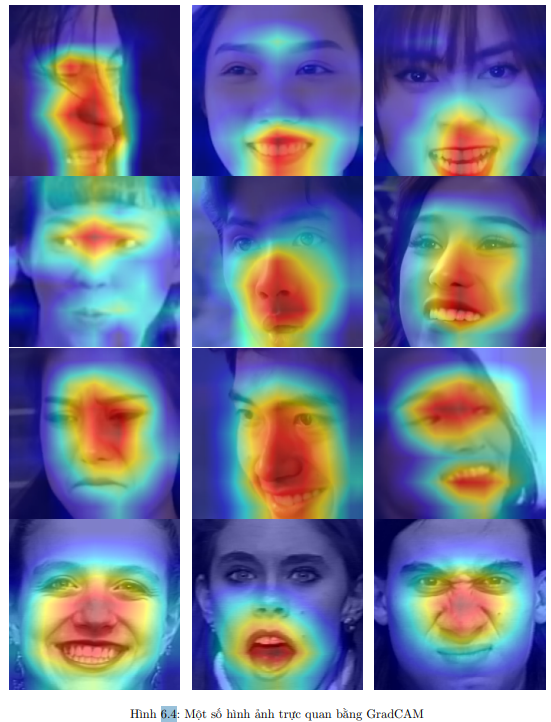 Hình 6.4: Một số hình ảnh trực quan bằng GradCAM